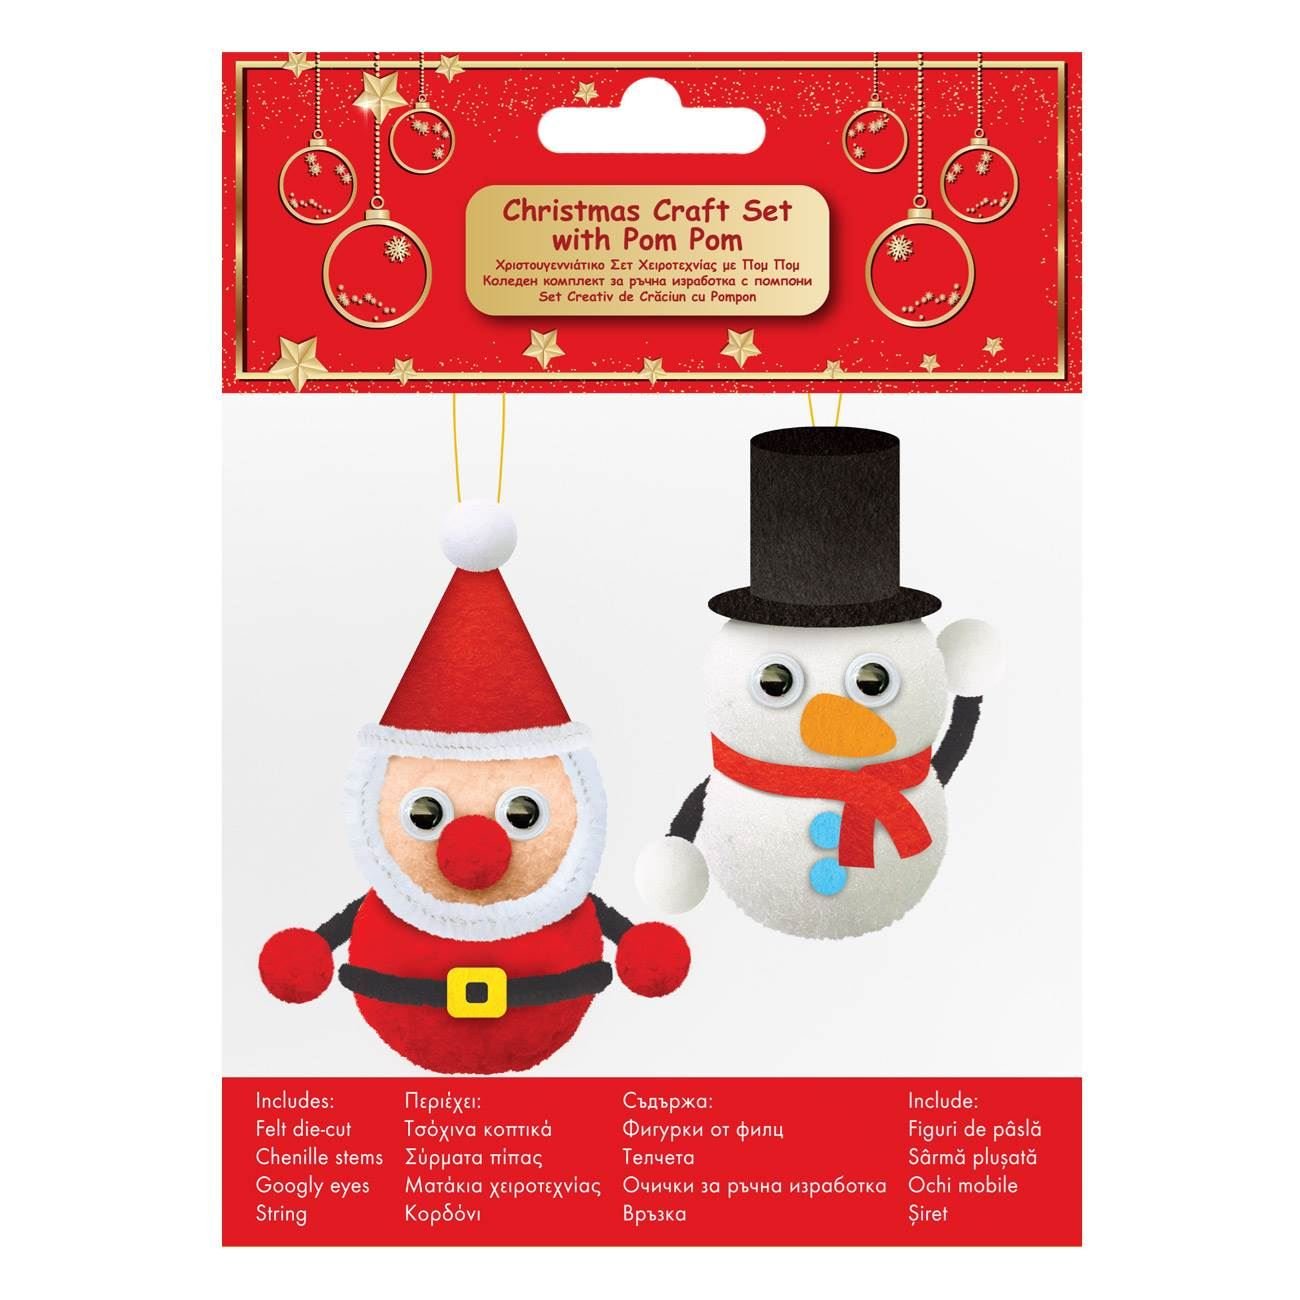 Christmas Craft Set
with Pom Pom
Χριστουγεννιάτικο Σετ Χειροτεχνίας με Πομ Πομ
Коледен комплект за ръчна изработка с помпони
Set Creativ de Crăciun cu Pompon
Includes:
Felt die-cut
Chenille stems
Googly eyes
String
Περιέχει:
Τσόχινα κοπτικά
Σύρματα πίπας
Ματάκια χειροτεχνίας
Κορδόνι
Съдържа:
Фигурки от филц
Телчета
Очички за ръчна изработка
Връзка
Include:
Figuri de pâslă
Sârmă plușată
Ochi mobile
Șiret